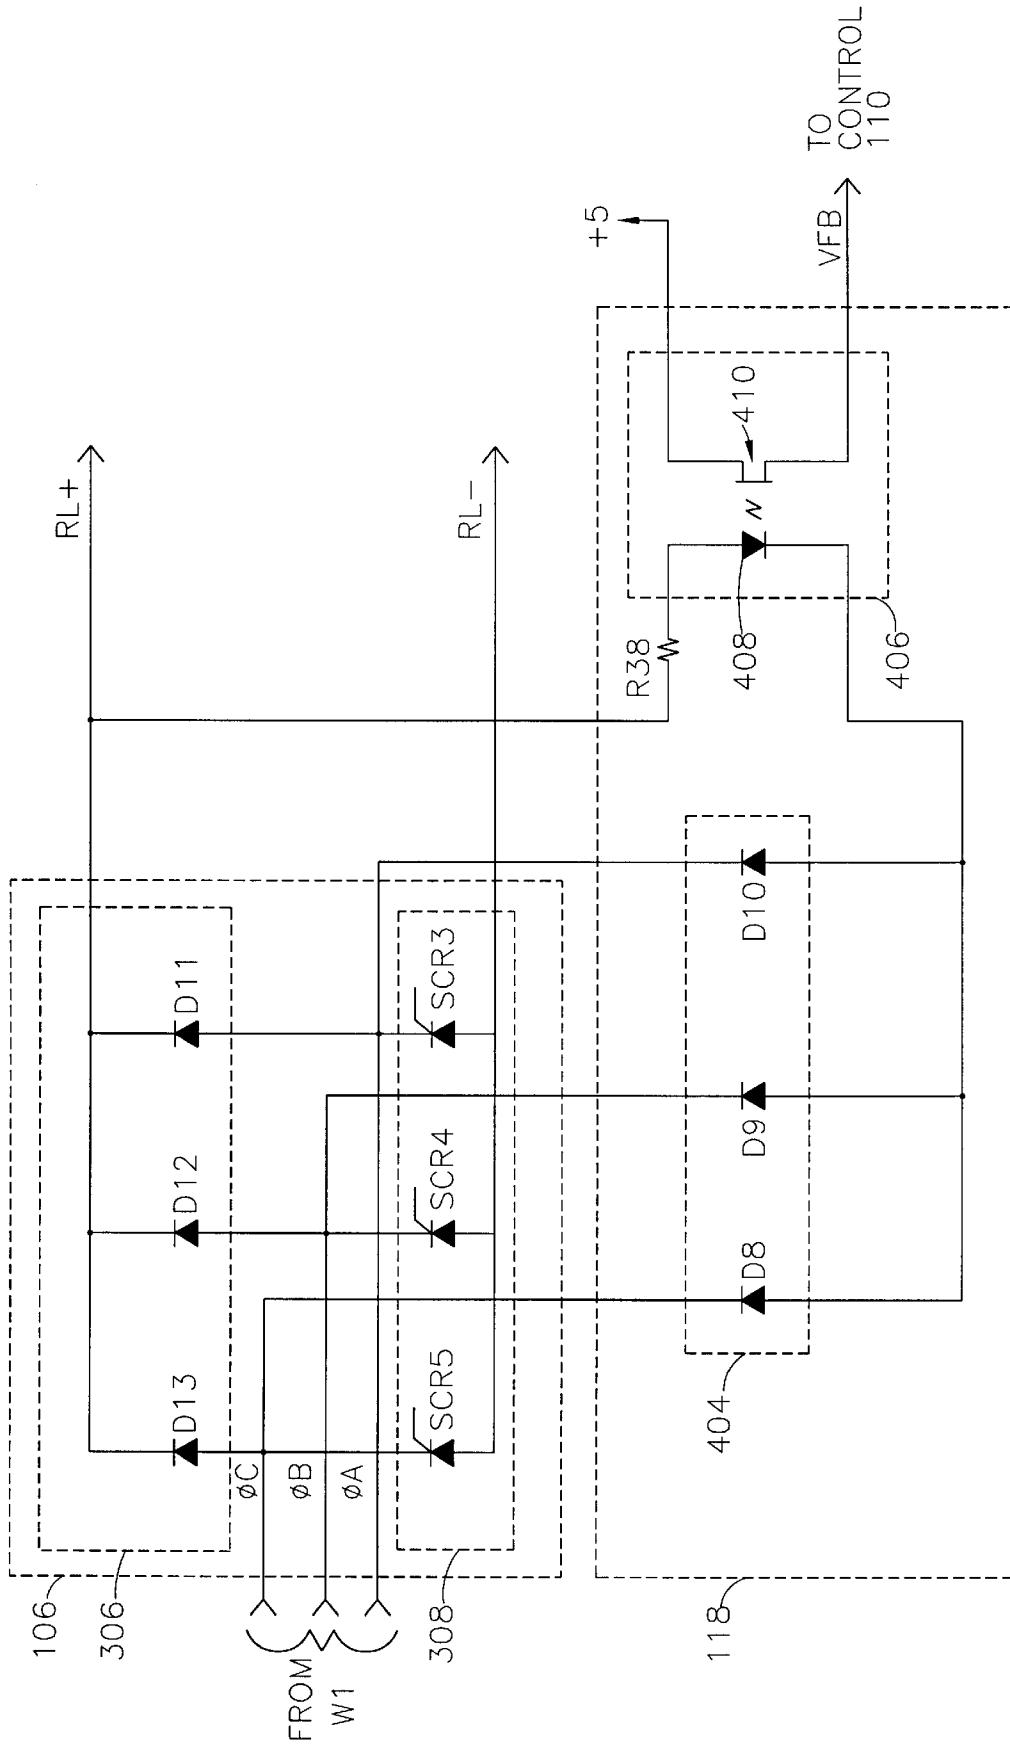 106
306
FROM
W1
øC
øB
øA
308
D13
D12
D11
SCR5
SCR4
SCR3
RL+
RL−
118
404
D8
D9
D10
R38
408
406
410
+5
VFB
TO
CONTROL
110